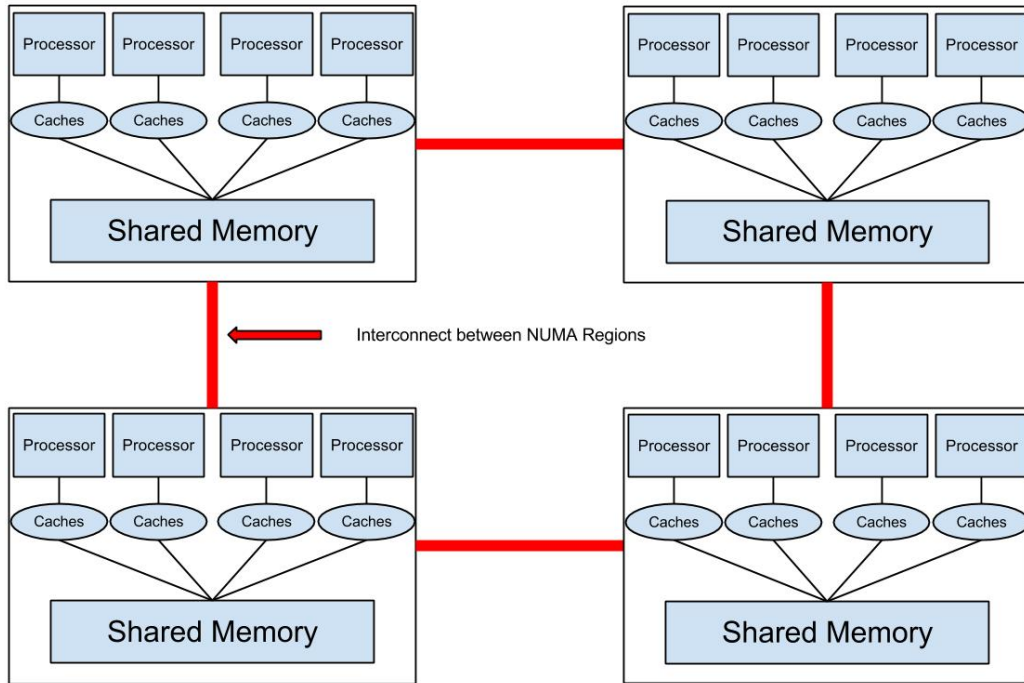 Processor Processor Processor Processor
Caches Caches Caches Caches
Shared Memory
Processor Processor Processor Processor
Caches Caches Caches Caches
Shared Memory
Interconnect between NUMA Regions
Processor Processor Processor Processor
Caches Caches Caches Caches
Shared Memory
Processor Processor Processor Processor
Caches Caches Caches Caches
Shared Memory